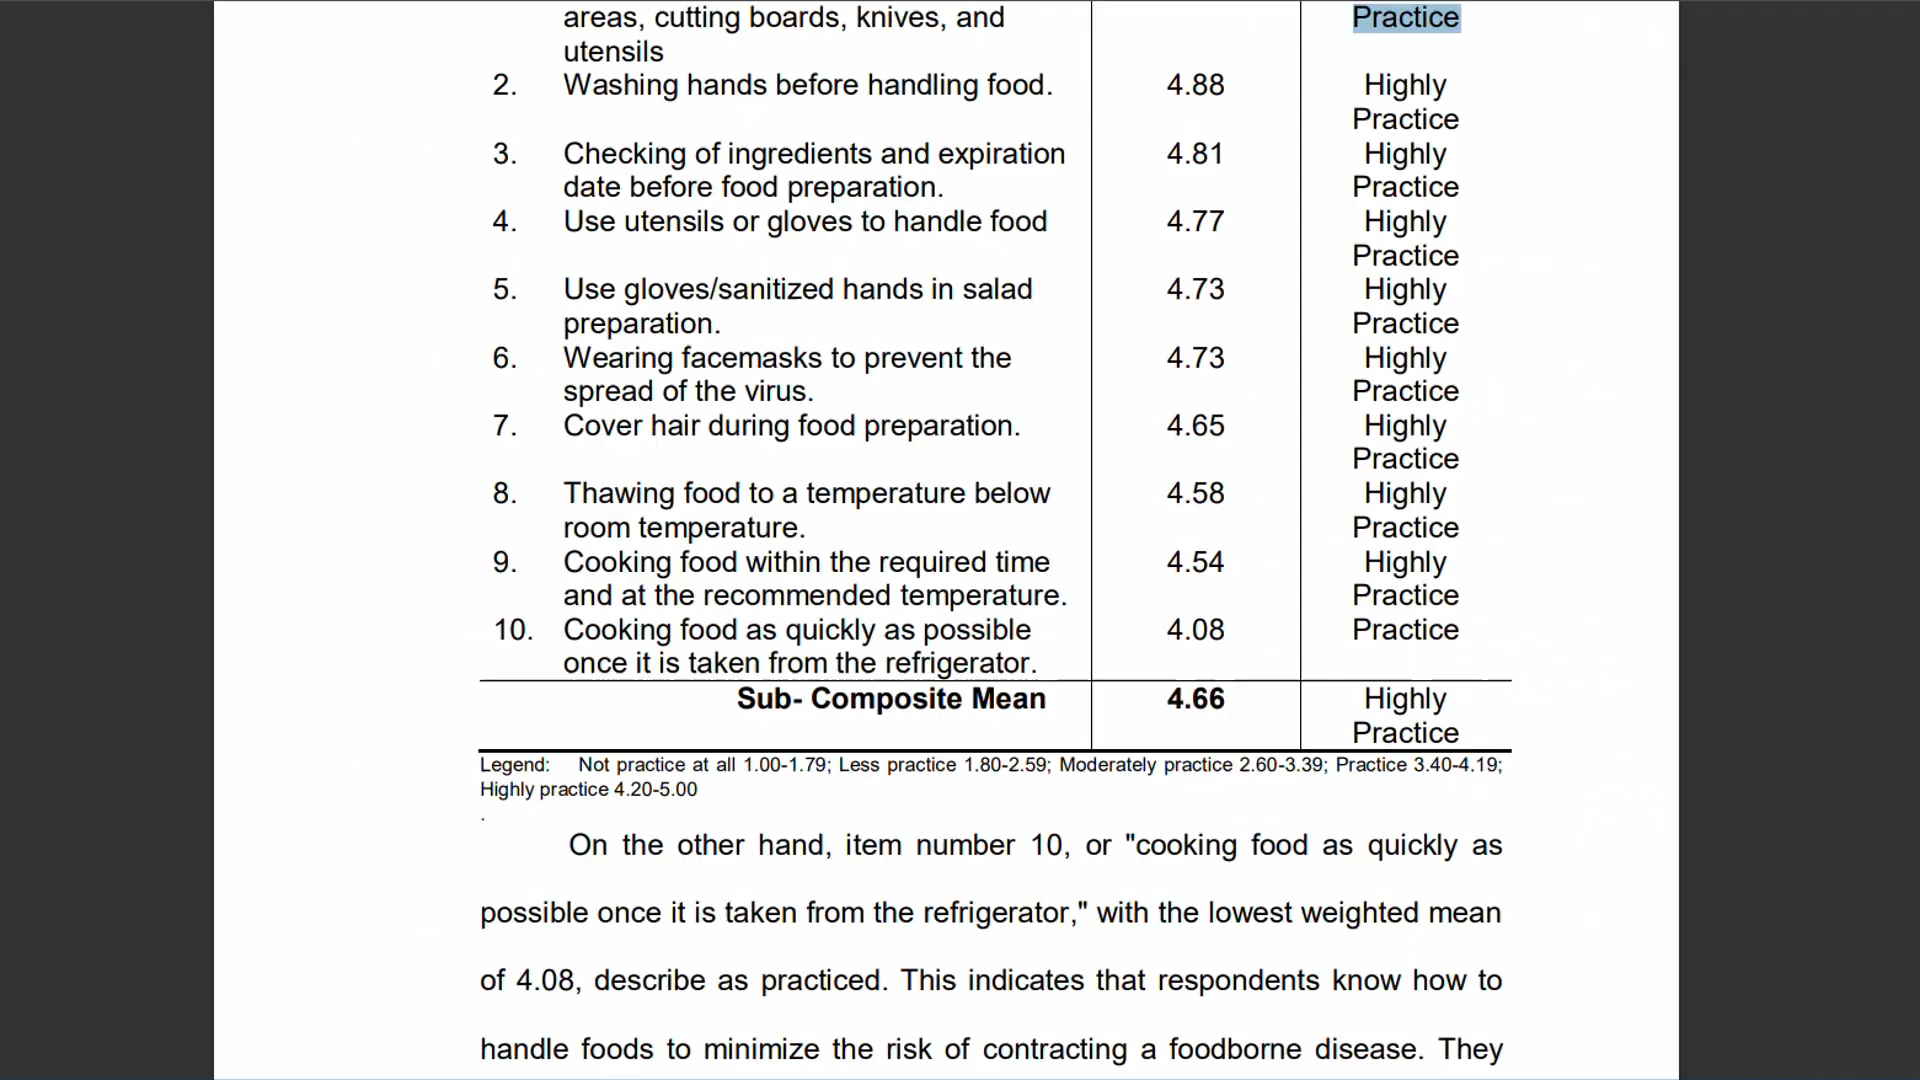 areas, cutting boards, knives, and Practice
utensils
2. Washing hands before handling food. 4.88 Highly
Practice
3. Checking of ingredients and expiration 4.81 Highly
date before food preparation. Practice
4. Use utensils or gloves to handle food 4.77 Highly
Practice
5. Use gloves/sanitized hands in salad 4.73 Highly
preparation. Practice
6. Wearing facemasks to prevent the 4.73 Highly
spread of the virus. Practice
7. Cover hair during food preparation. 4.65 Highly
Practice
8. Thawing food to a temperature below 4.58 Highly
room temperature. Practice
9. Cooking food within the required time 4.54 Highly
and at the recommended temperature. Practice
10. Cooking food as quickly as possible 4.08 Practice
once it is taken from the refrigerator.
Sub- Composite Mean 4.66 Highly
Practice
Legend: Not practice at all 1.00-1.79; Less practice 1.80-2.59; Moderately practice 2.60-3.39; Practice 3.40-4.19;
Highly practice 4.20-5.00
.
On the other hand, item number 10, or "cooking food as quickly as
possible once it is taken from the refrigerator," with the lowest weighted mean
of 4.08, describe as practiced. This indicates that respondents know how to
handle foods to minimize the risk of contracting a foodborne disease. They